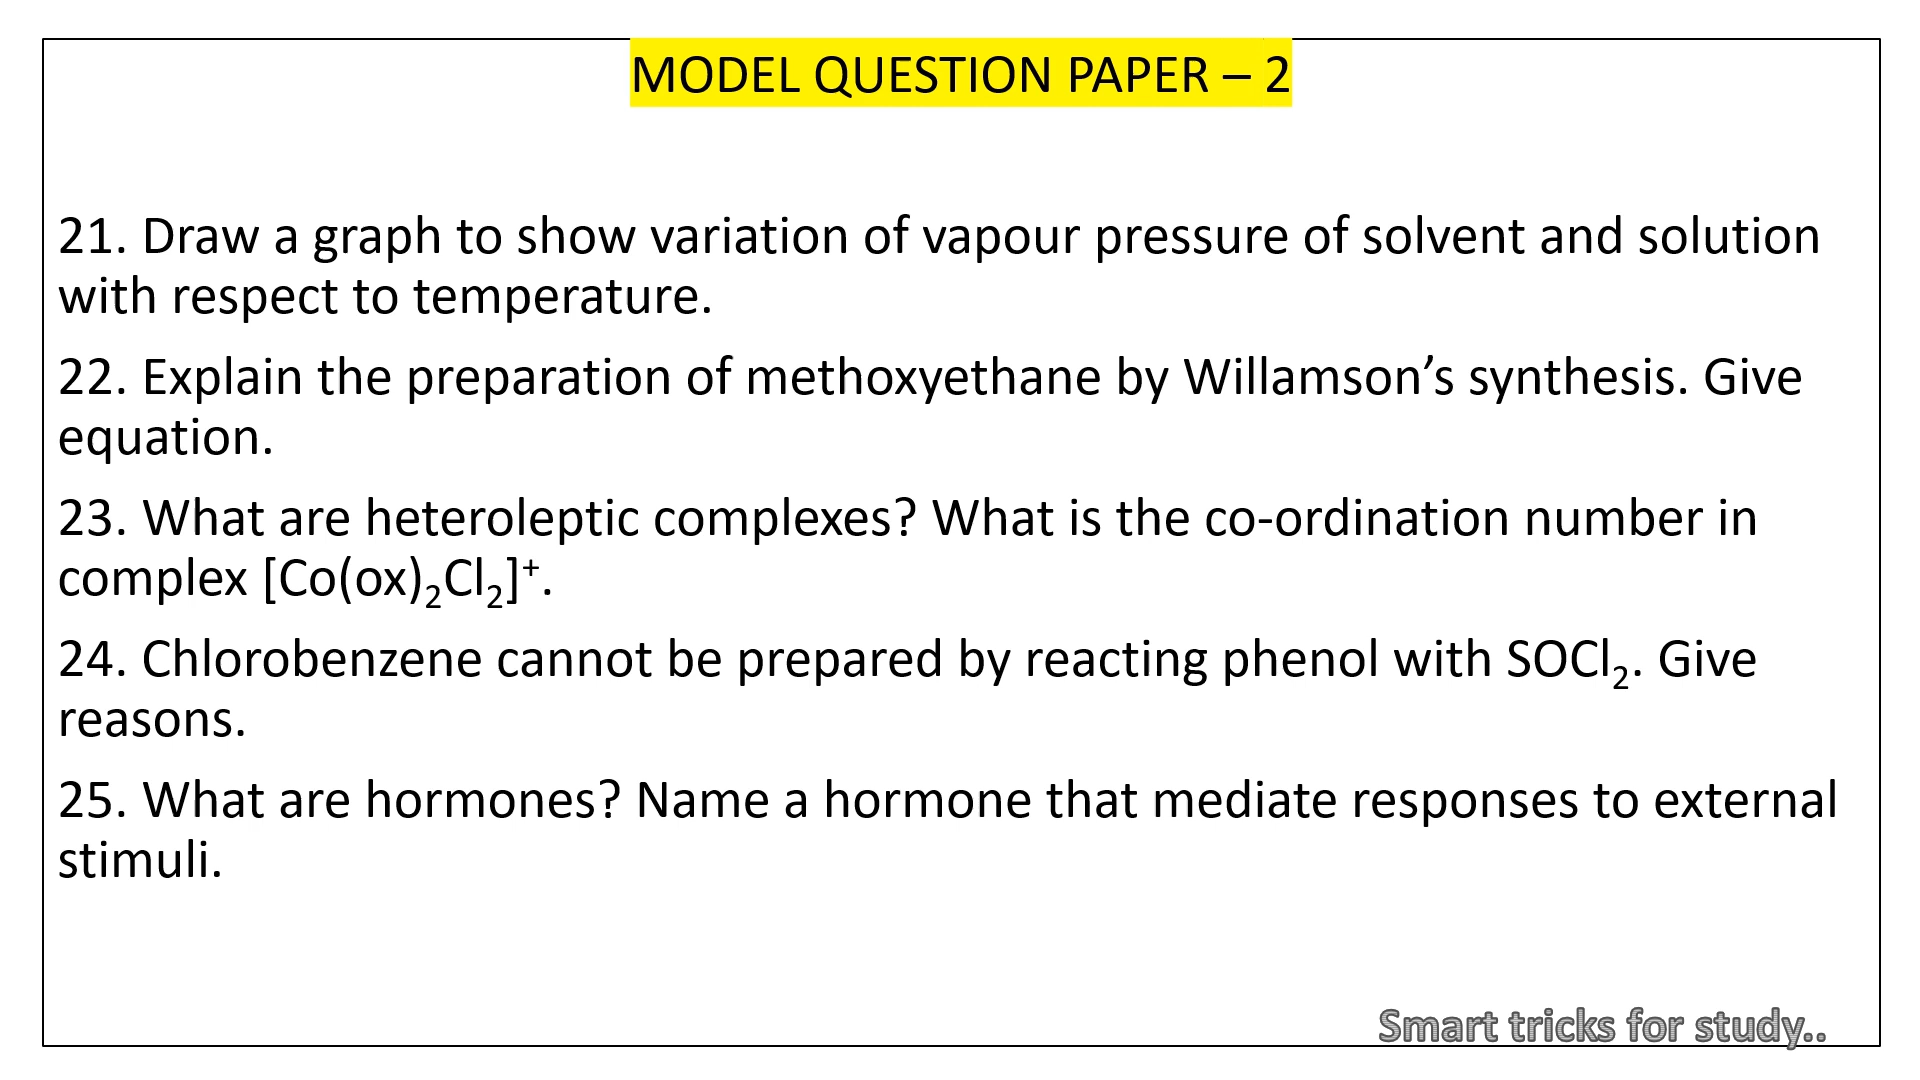 MODEL QUESTION PAPER – 2
21. Draw a graph to show variation of vapour pressure of solvent and solution
with respect to temperature.
22. Explain the preparation of methoxyethane by Willamson’s synthesis. Give
equation.
23. What are heteroleptic complexes? What is the co-ordination number in
complex [Co(ox)₂Cl₂]⁺.
24. Chlorobenzene cannot be prepared by reacting phenol with SOCl₂. Give
reasons.
25. What are hormones? Name a hormone that mediate responses to external
stimuli.
Smart tricks for study..